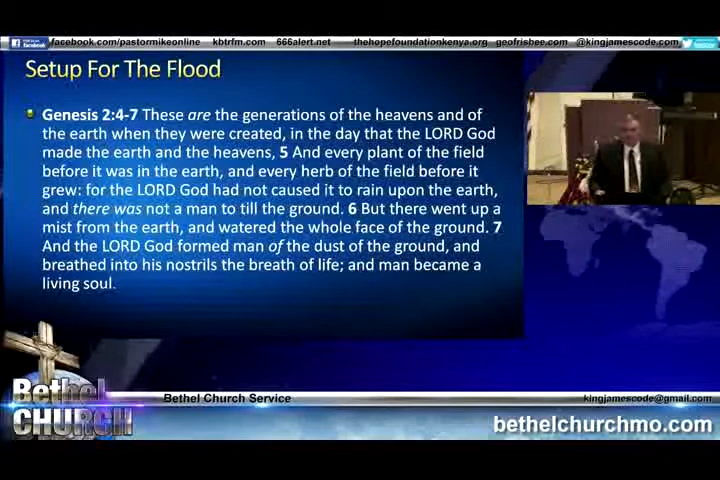 facebook.com/pastormikeonline kbtrfm.com 666alert.net thehopefoundationkenya.org geofrisbee.com @kingjamescode.com
Setup For The Flood
Genesis 2:4-7 These are the generations of the heavens and of
the earth when they were created, in the day that the LORD God
made the earth and the heavens, 5 And every plant of the field
before it was in the earth, and every herb of the field before it
grew: for the LORD God had not caused it to rain upon the earth,
and there was not a man to till the ground. 6 But there went up a
mist from the earth, and watered the whole face of the ground. 7
And the LORD God formed man of the dust of the ground, and
breathed into his nostrils the breath of life; and man became a
living soul.
Bethel
CHURCH
Bethel Church Service
kingjamescode@gmail.com
bethelchurchmo.com